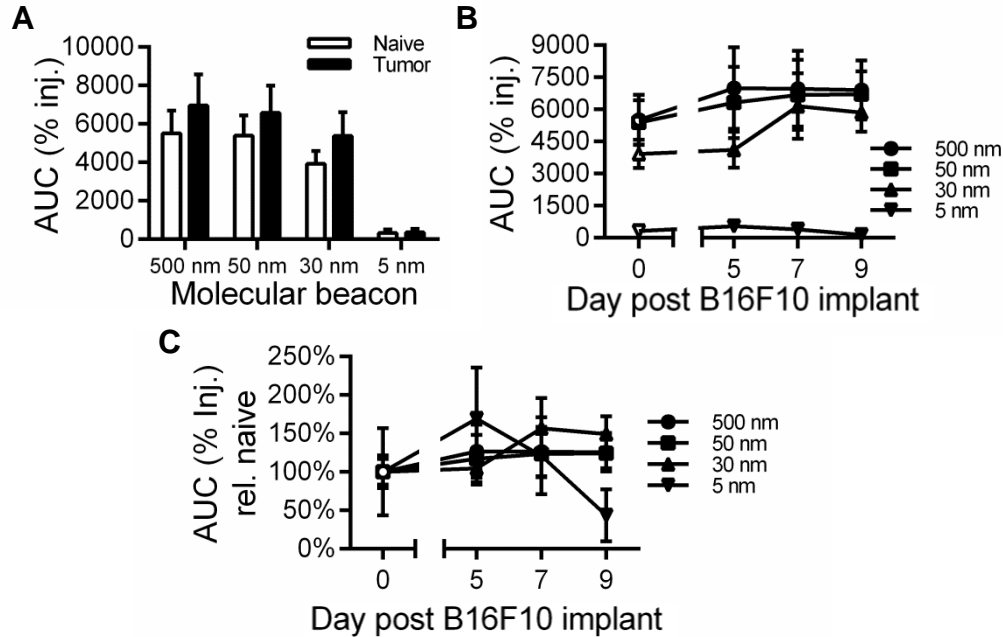 A
AUC (% inj.)
10000
8000
6000
4000
2000
0
Naive
Tumor
500 nm 50 nm 30 nm 5 nm
Molecular beacon
B
AUC (% inj.)
9000
7500
6000
4500
3000
1500
0
500 nm
50 nm
30 nm
5 nm
0 5 7 9
Day post B16F10 implant
C
AUC (% Inj.)
rel. naive
250%
200%
150%
100%
50%
0%
500 nm
50 nm
30 nm
5 nm
0 5 7 9
Day post B16F10 implant